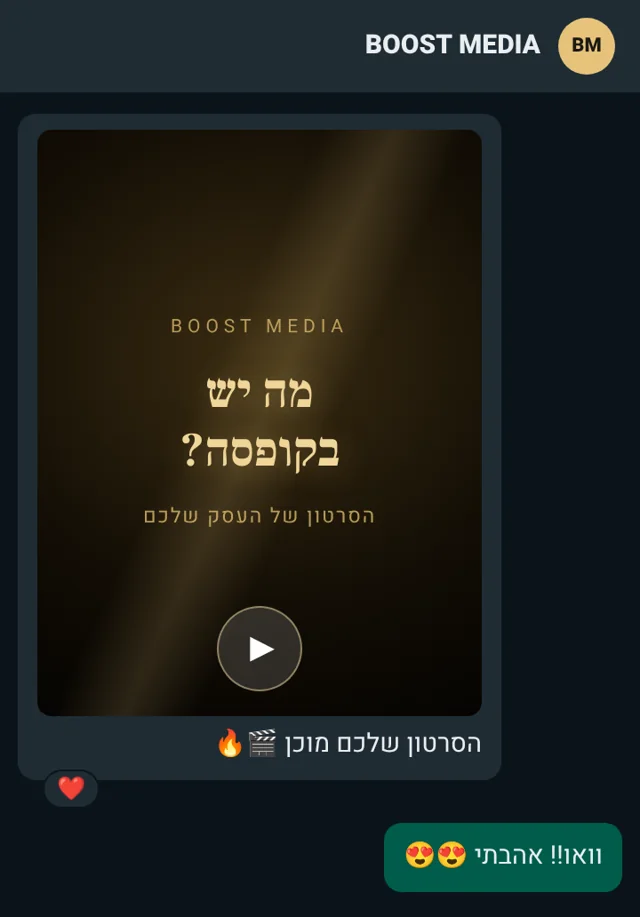 BOOST MEDIA
BM
BOOST MEDIA
מה יש
בקופסה?
הסרטון של העסק שלכם
הסרטון שלכם מוכן 🎬🔥
❤️
וואו!! אהבתי 😍😍